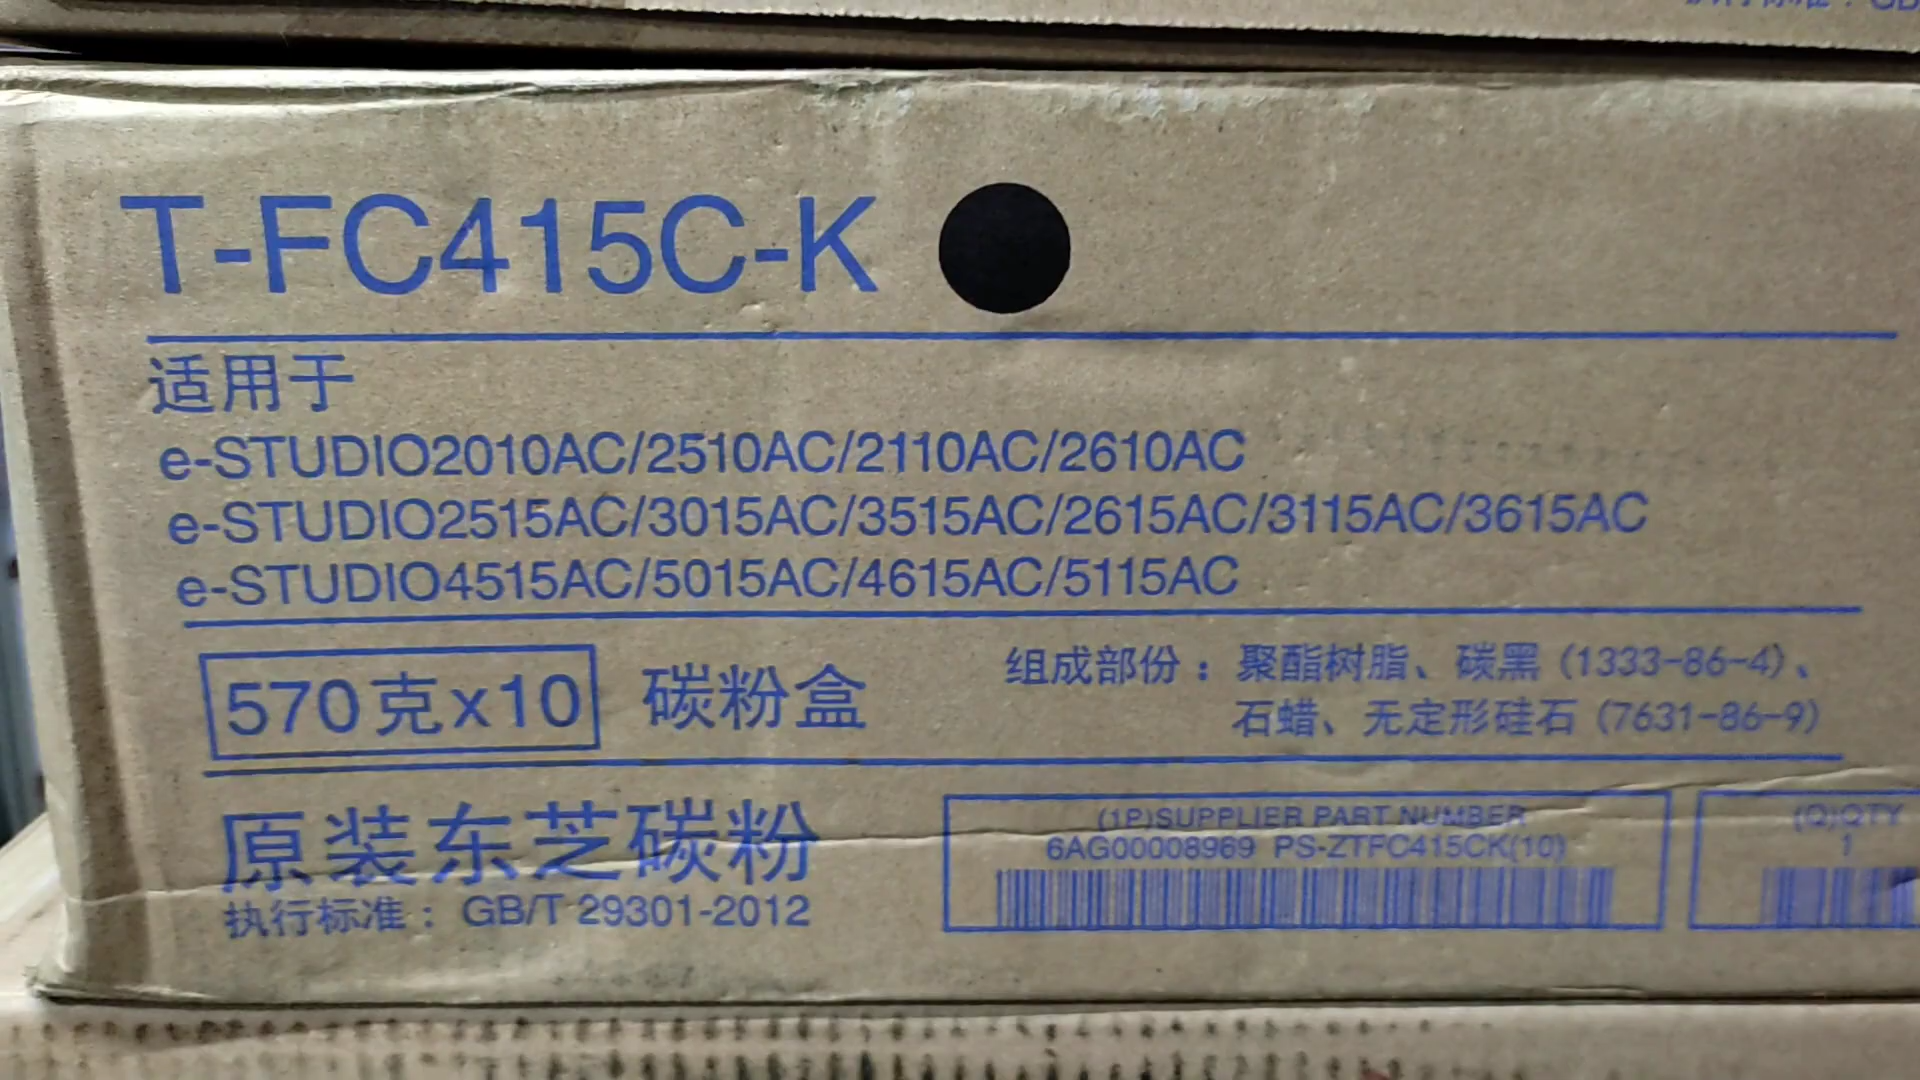 T-FC415C-K
适用于
e-STUDIO2010AC/2510AC/2110AC/2610AC
e-STUDIO2515AC/3015AC/3515AC/2615AC/3115AC/3615AC
e-STUDIO4515AC/5015AC/4615AC/5115AC
570克x10
碳粉盒
组成部份：聚酯树脂、碳黑 (1333-86-4)、
石蜡、无定形硅石 (7631-86-9)
原装东芝碳粉
执行标准：GB/T 29301-2012
(1P)SUPPLIER PART NUMBER
6AG00008969 PS-ZTFC415CK(10)
(Q)QTY
1